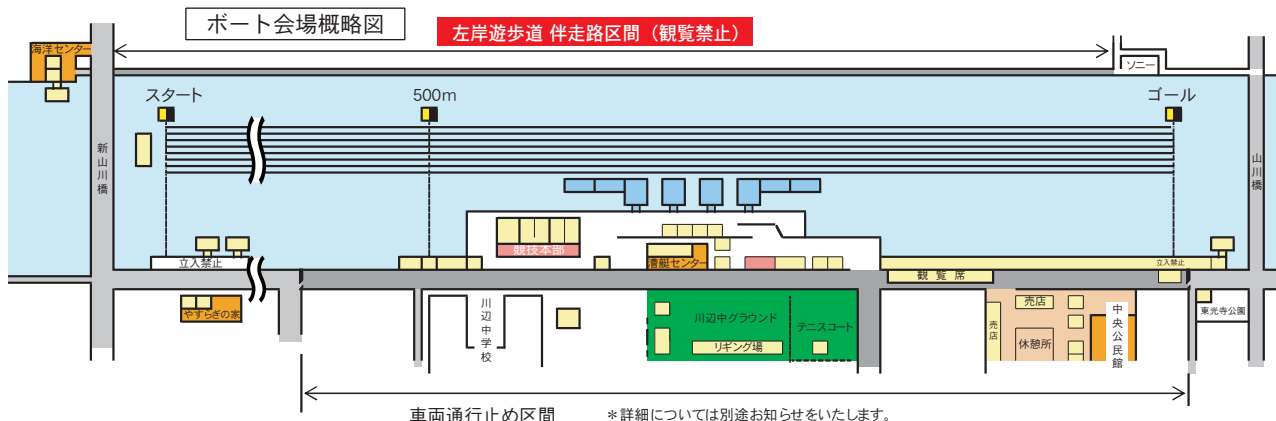 ボート会場概略図
左岸遊歩道 伴走路区間（観覧禁止）
海洋センター
ソニー
スタート
500m
ゴール
新山川橋
山川橋
競技本部
漕艇センター
立入禁止
立入禁止
観覧席
やすらぎの家
川辺中学校
川辺中グラウンド
テニスコート
リギング場
売店
売店
休憩所
中央公民館
東光寺公園
車両通行止め区間
＊詳細については別途お知らせをいたします。